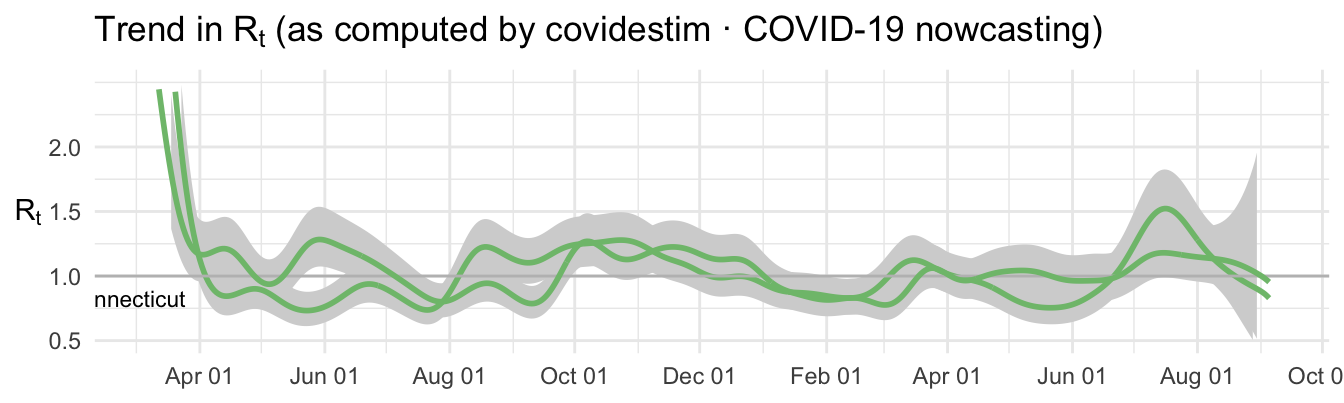 Trend in Rt (as computed by covidestim · COVID-19 nowcasting)
2.0
Rt 1.5
1.0
nnecticut
0.5
Apr 01 Jun 01 Aug 01 Oct 01 Dec 01 Feb 01 Apr 01 Jun 01 Aug 01 Oct 0